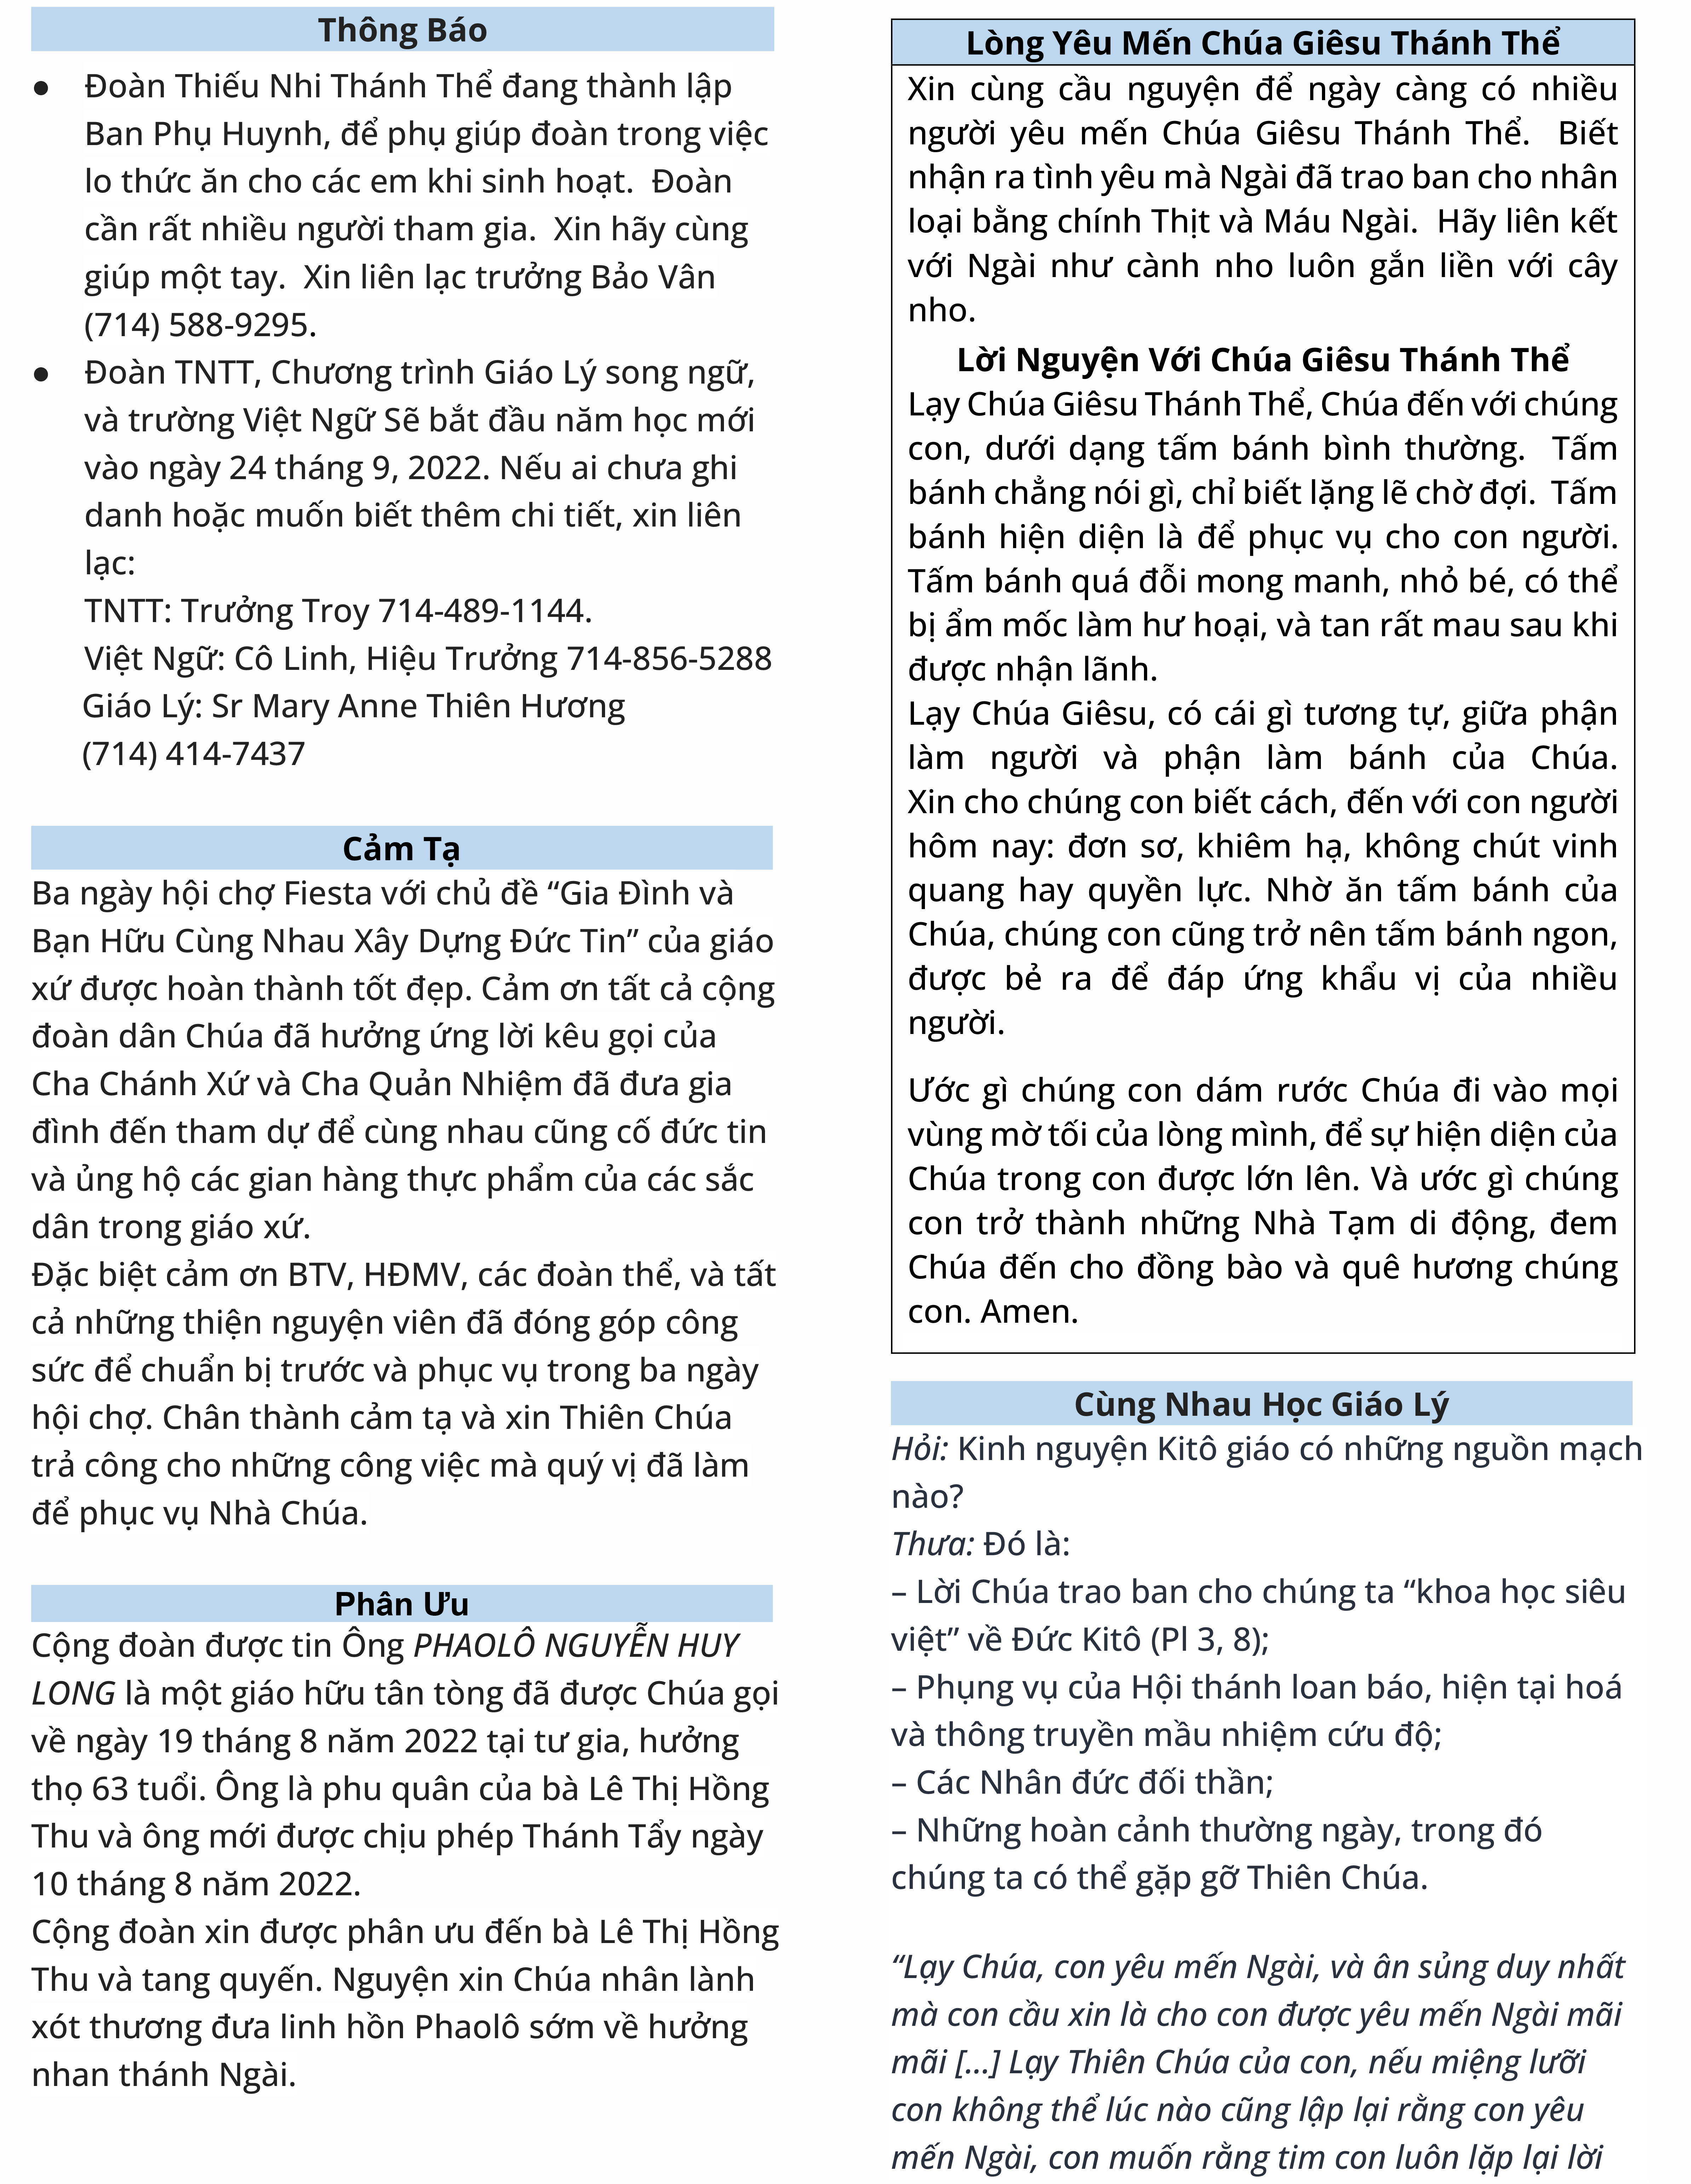 Thông Báo
● Đoàn Thiếu Nhi Thánh Thể đang thành lập
Ban Phụ Huynh, để phụ giúp đoàn trong việc
lo thức ăn cho các em khi sinh hoạt.  Đoàn
cần rất nhiều người tham gia.  Xin hãy cùng
giúp một tay.  Xin liên lạc trưởng Bảo Vân
(714) 588-9295.
● Đoàn TNTT, Chương trình Giáo Lý song ngữ,
và trường Việt Ngữ Sẽ bắt đầu năm học mới
vào ngày 24 tháng 9, 2022. Nếu ai chưa ghi
danh hoặc muốn biết thêm chi tiết, xin liên
lạc:
TNTT: Trưởng Troy 714-489-1144.
Việt Ngữ: Cô Linh, Hiệu Trưởng 714-856-5288
Giáo Lý: Sr Mary Anne Thiên Hương
(714) 414-7437
Cảm Tạ
Ba ngày hội chợ Fiesta với chủ đề “Gia Đình và
Bạn Hữu Cùng Nhau Xây Dựng Đức Tin” của giáo
xứ được hoàn thành tốt đẹp. Cảm ơn tất cả cộng
đoàn dân Chúa đã hưởng ứng lời kêu gọi của
Cha Chánh Xứ và Cha Quản Nhiệm đã đưa gia
đình đến tham dự để cùng nhau cũng cố đức tin
và ủng hộ các gian hàng thực phẩm của các sắc
dân trong giáo xứ.
Đặc biệt cảm ơn BTV, HĐMV, các đoàn thể, và tất
cả những thiện nguyện viên đã đóng góp công
sức để chuẩn bị trước và phục vụ trong ba ngày
hội chợ. Chân thành cảm tạ và xin Thiên Chúa
trả công cho những công việc mà quý vị đã làm
để phục vụ Nhà Chúa.
Phân Ưu
Cộng đoàn được tin Ông PHAOLÔ NGUYỄN HUY
LONG là một giáo hữu tân tòng đã được Chúa gọi
về ngày 19 tháng 8 năm 2022 tại tư gia, hưởng
thọ 63 tuổi. Ông là phu quân của bà Lê Thị Hồng
Thu và ông mới được chịu phép Thánh Tẩy ngày
10 tháng 8 năm 2022.
Cộng đoàn xin được phân ưu đến bà Lê Thị Hồng
Thu và tang quyến. Nguyện xin Chúa nhân lành
xót thương đưa linh hồn Phaolô sớm về hưởng
nhan thánh Ngài.
Lòng Yêu Mến Chúa Giêsu Thánh Thể
Xin cùng cầu nguyện để ngày càng có nhiều
người yêu mến Chúa Giêsu Thánh Thể.  Biết
nhận ra tình yêu mà Ngài đã trao ban cho nhân
loại bằng chính Thịt và Máu Ngài.  Hãy liên kết
với Ngài như cành nho luôn gắn liền với cây
nho.
Lời Nguyện Với Chúa Giêsu Thánh Thể
Lạy Chúa Giêsu Thánh Thể, Chúa đến với chúng
con, dưới dạng tấm bánh bình thường.  Tấm
bánh chẳng nói gì, chỉ biết lặng lẽ chờ đợi.  Tấm
bánh hiện diện là để phục vụ cho con người.
Tấm bánh quá đỗi mong manh, nhỏ bé, có thể
bị ẩm mốc làm hư hoại, và tan rất mau sau khi
được nhận lãnh.
Lạy Chúa Giêsu, có cái gì tương tự, giữa phận
làm người và phận làm bánh của Chúa.
Xin cho chúng con biết cách, đến với con người
hôm nay: đơn sơ, khiêm hạ, không chút vinh
quang hay quyền lực. Nhờ ăn tấm bánh của
Chúa, chúng con cũng trở nên tấm bánh ngon,
được bẻ ra để đáp ứng khẩu vị của nhiều
người.
Ước gì chúng con dám rước Chúa đi vào mọi
vùng mờ tối của lòng mình, để sự hiện diện của
Chúa trong con được lớn lên. Và ước gì chúng
con trở thành những Nhà Tạm di động, đem
Chúa đến cho đồng bào và quê hương chúng
con. Amen.
Cùng Nhau Học Giáo Lý
Hỏi: Kinh nguyện Kitô giáo có những nguồn mạch
nào?
Thưa: Đó là:
– Lời Chúa trao ban cho chúng ta “khoa học siêu
việt” về Đức Kitô (Pl 3, 8);
– Phụng vụ của Hội thánh loan báo, hiện tại hoá
và thông truyền mầu nhiệm cứu độ;
– Các Nhân đức đối thần;
– Những hoàn cảnh thường ngày, trong đó
chúng ta có thể gặp gỡ Thiên Chúa.
“Lạy Chúa, con yêu mến Ngài, và ân sủng duy nhất
mà con cầu xin là cho con được yêu mến Ngài mãi
mãi [...] Lạy Thiên Chúa của con, nếu miệng lưỡi
con không thể lúc nào cũng lập lại rằng con yêu
mến Ngài, con muốn rằng tim con luôn lặp lại lời